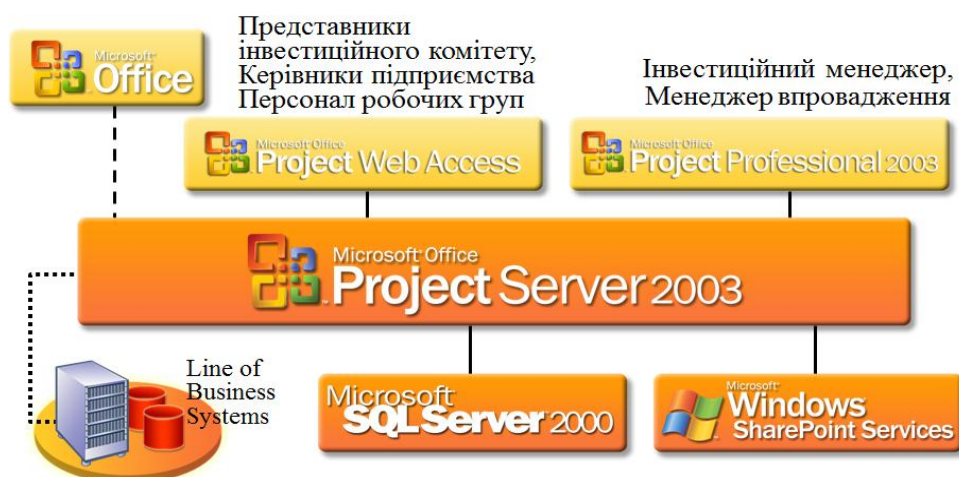 Microsoft®
Office
Представники
інвестиційного комітету,
Керівники підприємства
Персонал робочих груп
Інвестиційний менеджер,
Менеджер впровадження
Microsoft Office
Project Web Access
Microsoft Office
Project Professional 2003
Microsoft® Office
Project Server 2003
Line of
Business
Systems
Microsoft®
SQL Server 2000
Microsoft®
Windows
SharePoint Services